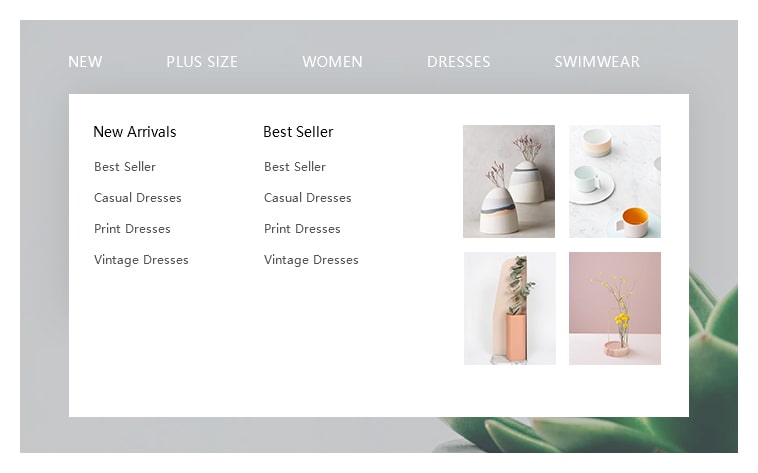 NEW PLUS SIZE WOMEN DRESSES SWIMWEAR
New Arrivals
Best Seller
Casual Dresses
Print Dresses
Vintage Dresses
Best Seller
Best Seller
Casual Dresses
Print Dresses
Vintage Dresses